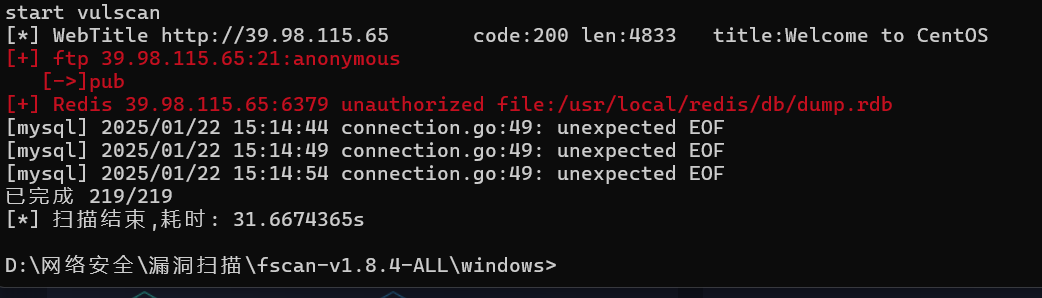 start vulscan
[*] WebTitle http://39.98.115.65       code:200 len:4833   title:Welcome to CentOS
[+] ftp 39.98.115.65:21:anonymous
   [->]pub
[+] Redis 39.98.115.65:6379 unauthorized file:/usr/local/redis/db/dump.rdb
[mysql] 2025/01/22 15:14:44 connection.go:49: unexpected EOF
[mysql] 2025/01/22 15:14:49 connection.go:49: unexpected EOF
[mysql] 2025/01/22 15:14:54 connection.go:49: unexpected EOF
已完成 219/219
[*] 扫描结束,耗时: 31.6674365s
D:\网络安全\漏洞扫描\fscan-v1.8.4-ALL\windows>